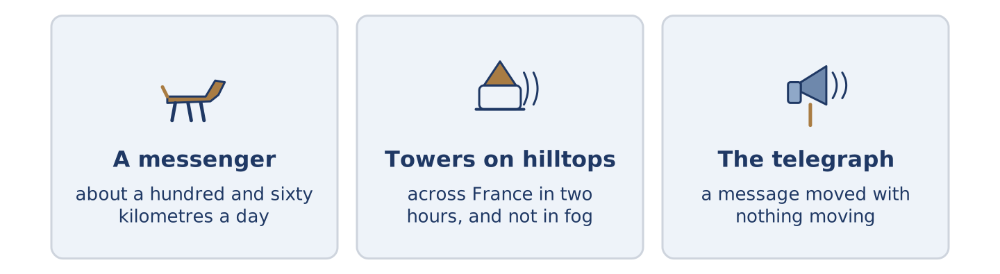 A messenger
about a hundred and sixty
kilometres a day
Towers on hilltops
across France in two
hours, and not in fog
The telegraph
a message moved with
nothing moving